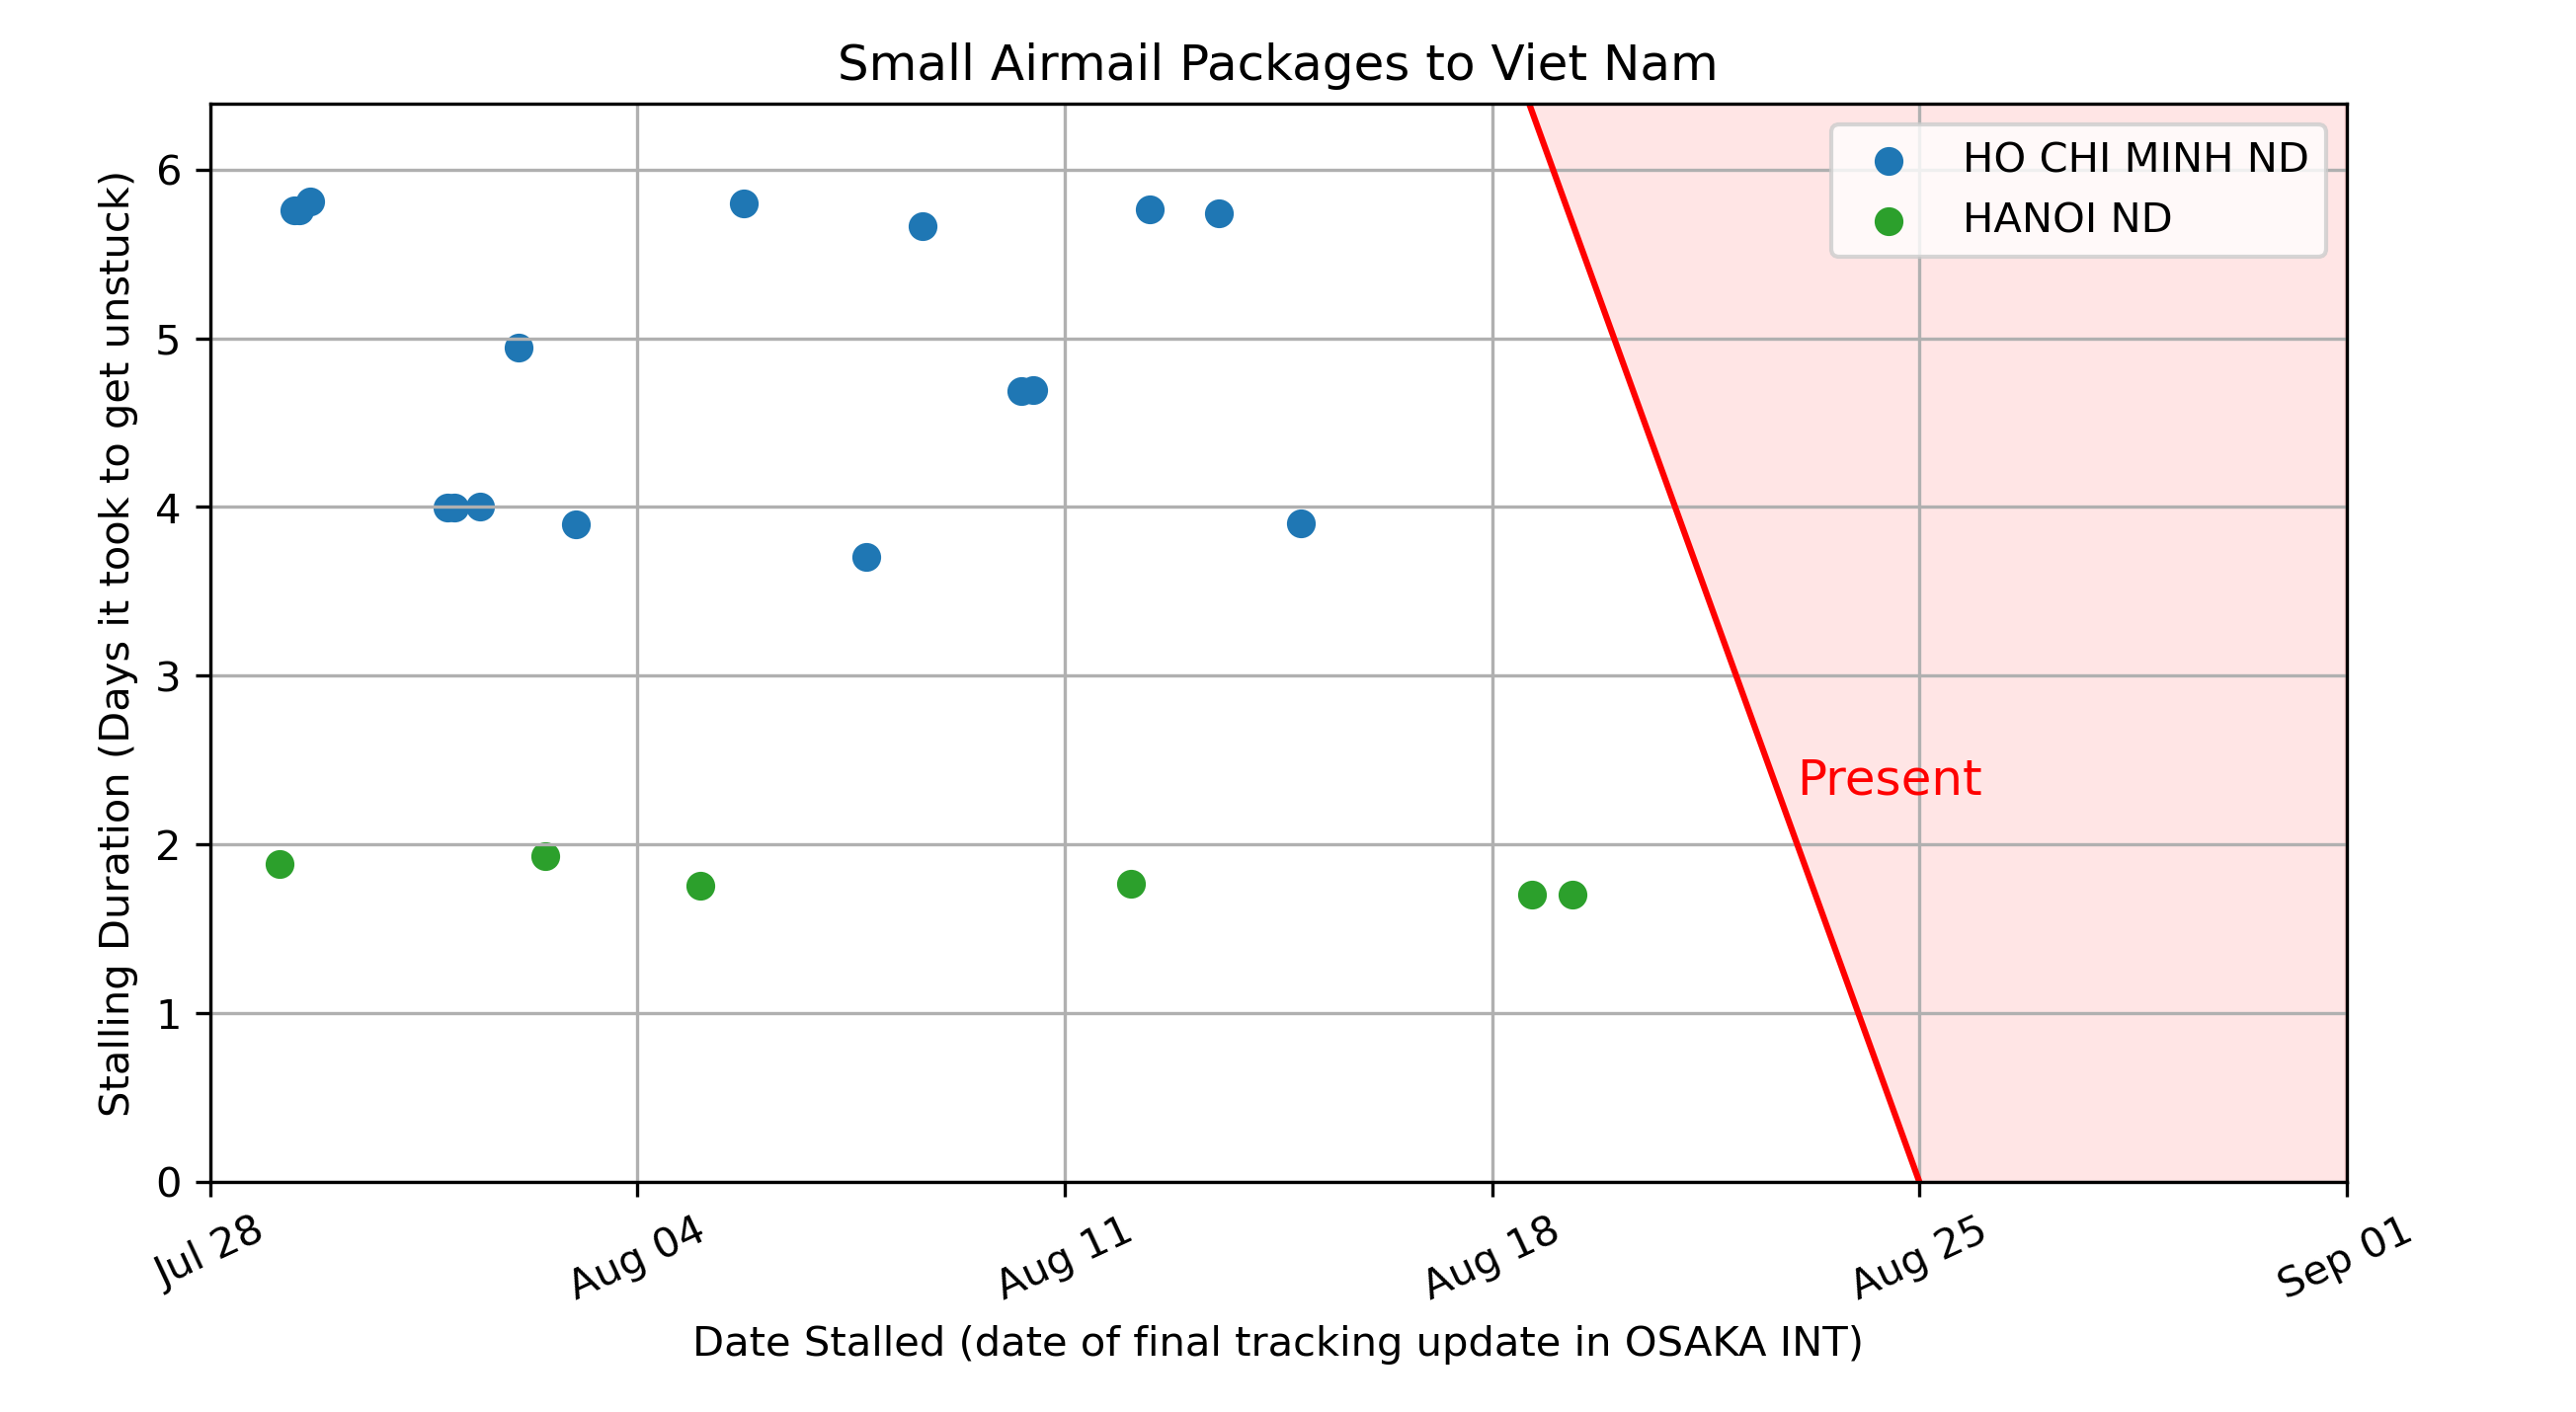 Small Airmail Packages to Viet Nam
Stalling Duration (Days it took to get unstuck)
6
5
4
3
2
1
0
HO CHI MINH ND
HANOI ND
Present
Jul 28
Aug 04
Aug 11
Aug 18
Aug 25
Sep 01
Date Stalled (date of final tracking update in OSAKA INT)